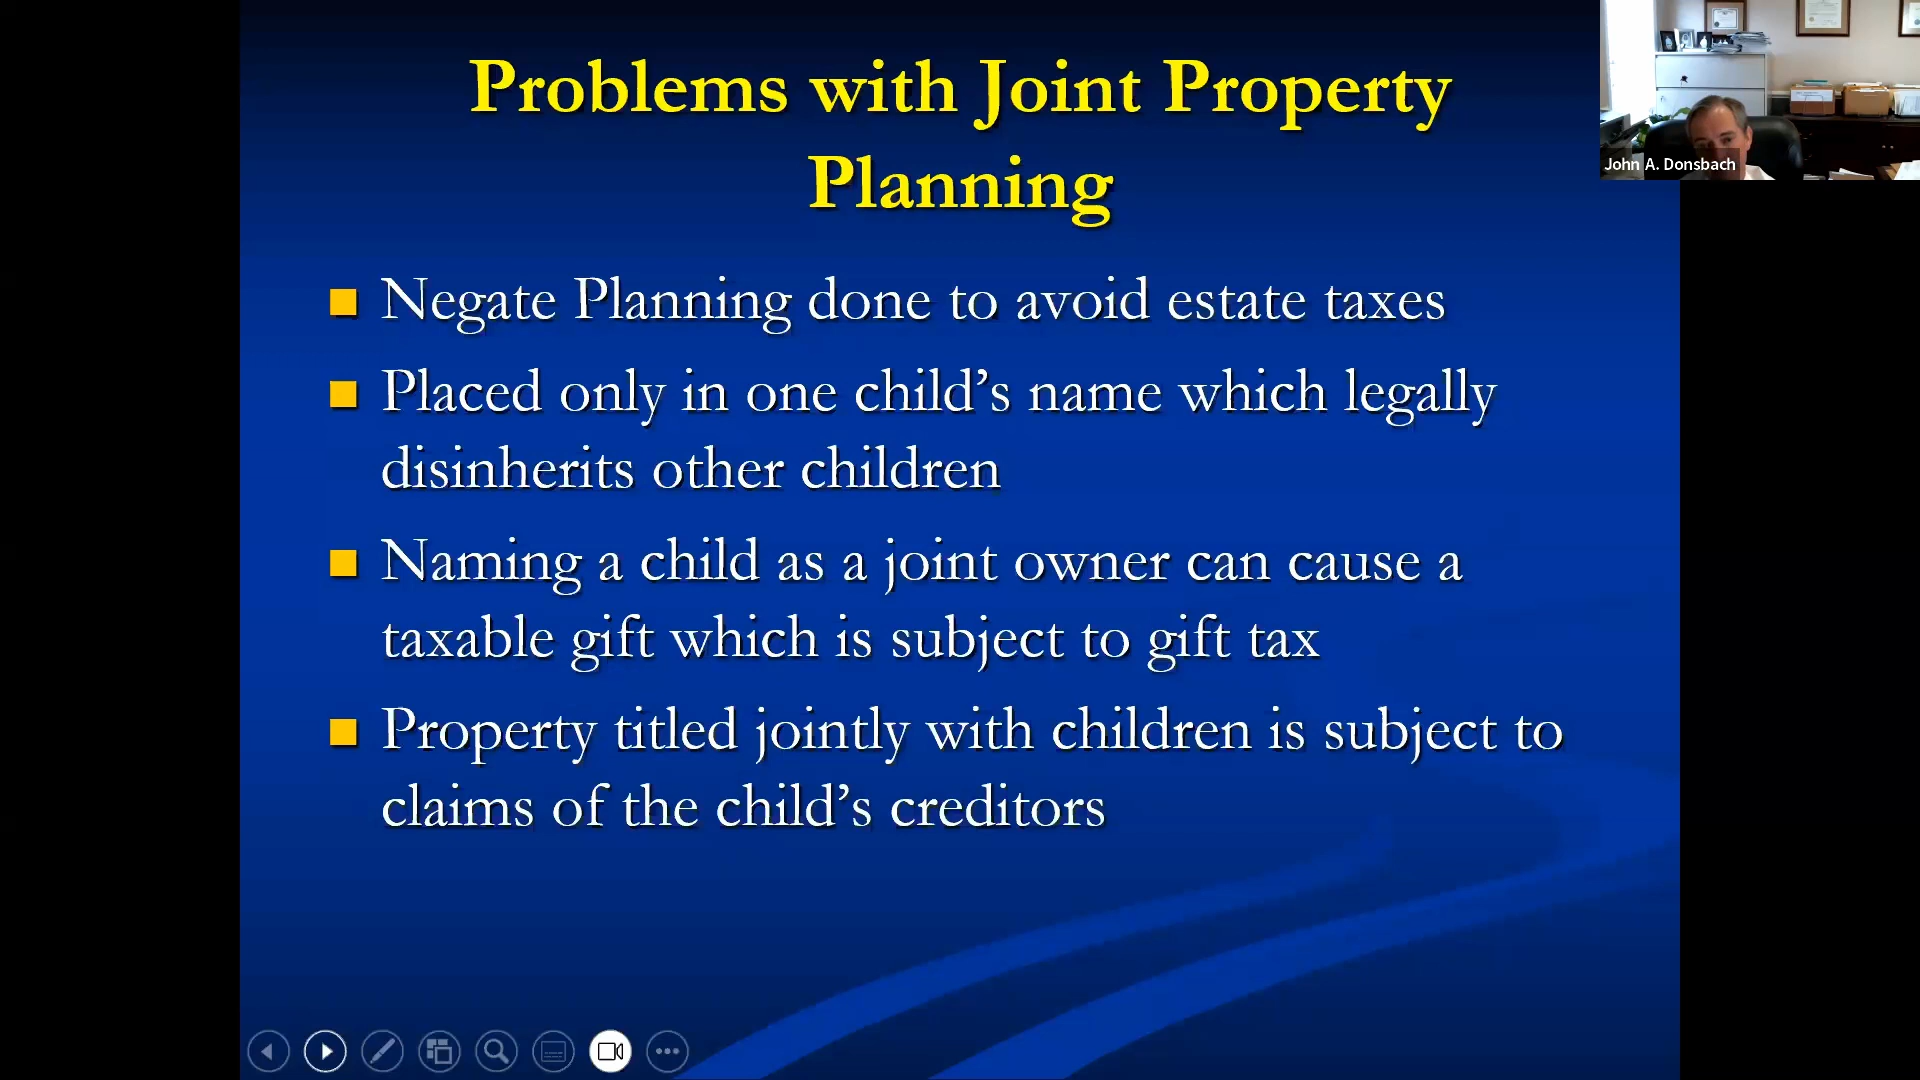 Problems with Joint Property
Planning
John A. Donsbach
Negate Planning done to avoid estate taxes
Placed only in one child’s name which legally
disinherits other children
Naming a child as a joint owner can cause a
taxable gift which is subject to gift tax
Property titled jointly with children is subject to
claims of the child’s creditors